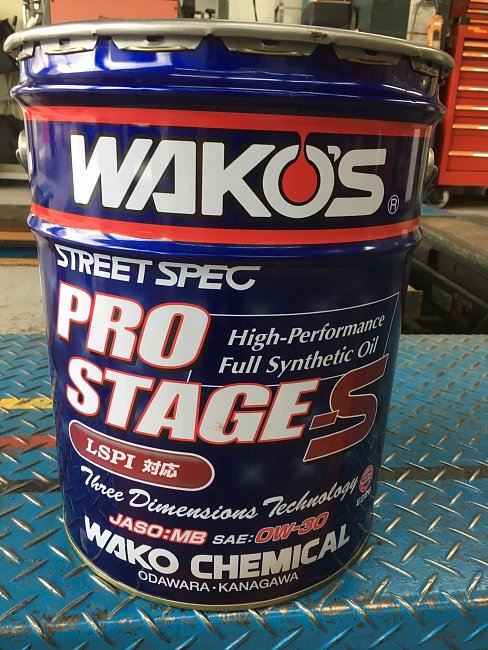 WAKO'S®
STREET SPEC
PRO
STAGE-S
High-Performance
Full Synthetic Oil
LSPI 対応
Three Dimensions Technology
JASO:MB SAE:0W-30
WAKO CHEMICAL
ODAWARA・KANAGAWA